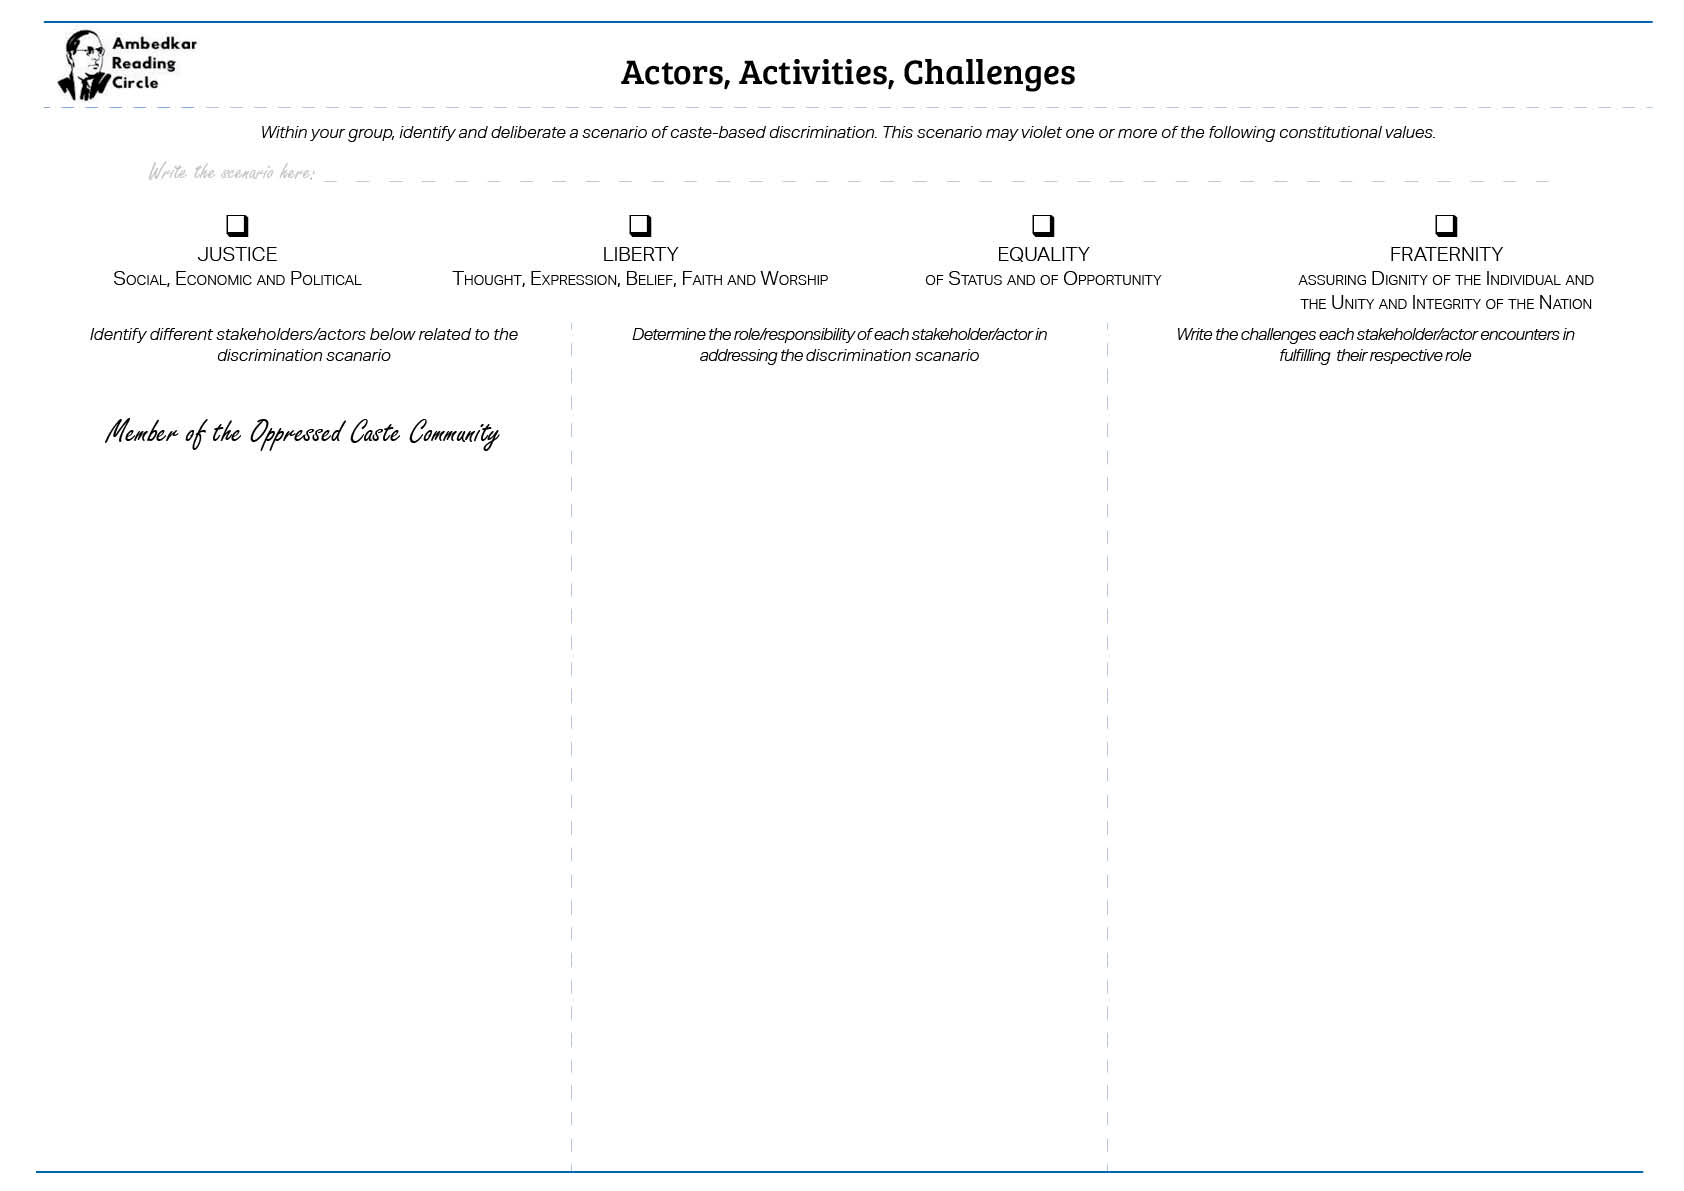 Ambedkar
Reading
Circle
Actors, Activities, Challenges
Within your group, identify and deliberate a scenario of caste-based discrimination. This scenario may violet one or more of the following constitutional values.
Write the scenario here:
JUSTICE
Social, Economic and Political
LIBERTY
Thought, Expression, Belief, Faith and Worship
EQUALITY
of Status and of Opportunity
FRATERNITY
assuring Dignity of the Individual and
the Unity and Integrity of the Nation
Identify different stakeholders/actors below related to the
discrimination scanario
Member of the Oppressed Caste Community
Determine the role/responsibility of each stakeholder/actor in
addressing the discrimination scanario
Write the challenges each stakeholder/actor encounters in
fulfilling their respective role